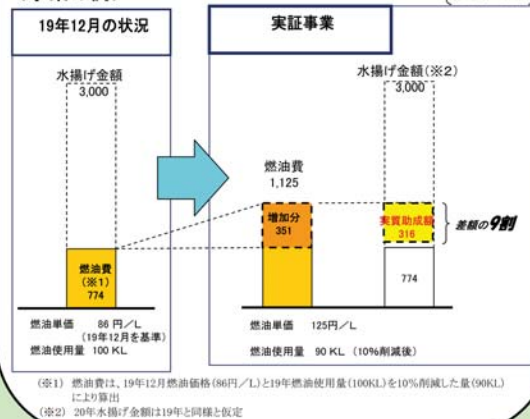 19年12月の状況
実証事業
水揚げ金額
3,000
水揚げ金額(※2)
3,000
燃油費
1,125
増加分
351
実質助成額
316
差額の9割
燃油費
(※1)
774
774
燃油単価 86 円/L
(19年12月を基準)
燃油使用量 100 KL
燃油単価 125円/L
燃油使用量 90 KL (10%削減後)
(※1) 燃油費は、19年12月燃油価格(86円/L)と19年燃油使用量(100KL)を10%削減した量(90KL)
により算出
(※2) 20年水揚げ金額は19年と同様と仮定